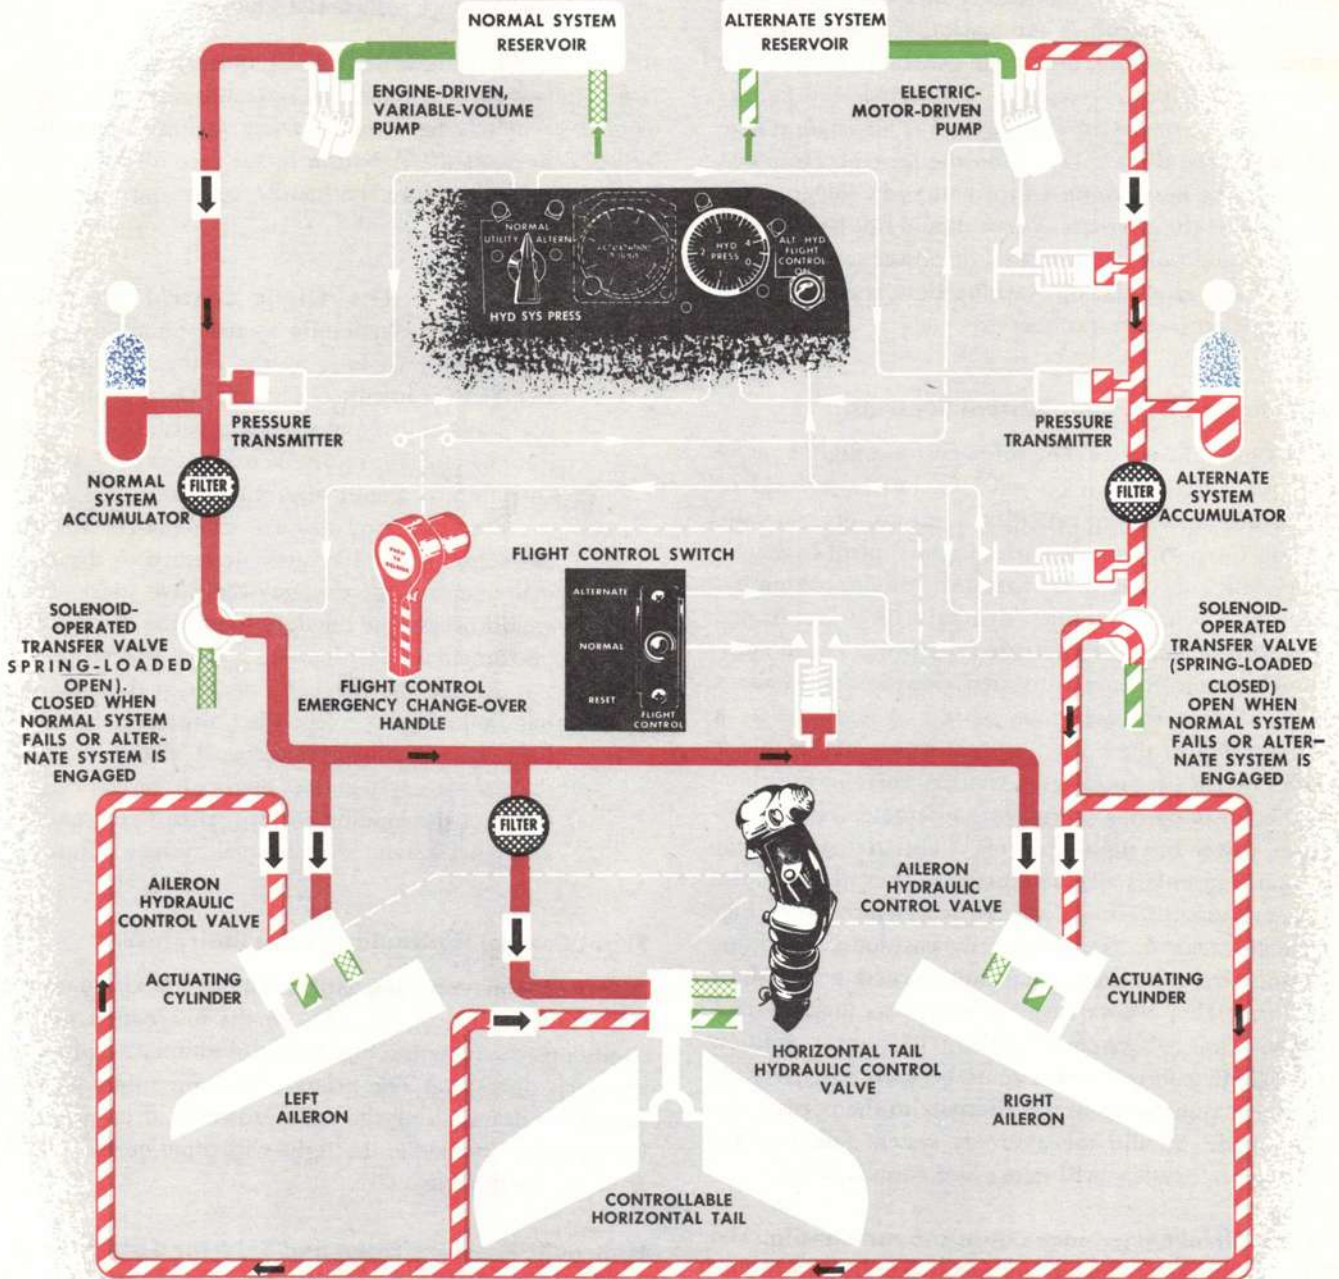 NORMAL SYSTEM
RESERVOIR
ALTERNATE SYSTEM
RESERVOIR
ENGINE-DRIVEN,
VARIABLE-VOLUME
PUMP
ELECTRIC-
MOTOR-DRIVEN
PUMP
NORMAL
UTILITY
ALTERN
HYD SYS PRESS
HYD
PRESS
0
1
2
3
4
ALT HYD
FLIGHT
CONTROL
ON
PRESSURE
TRANSMITTER
PRESSURE
TRANSMITTER
NORMAL
SYSTEM
ACCUMULATOR
FILTER
FILTER
ALTERNATE
SYSTEM
ACCUMULATOR
FLIGHT CONTROL SWITCH
ALTERNATE
NORMAL
RESET
FLIGHT
CONTROL
FLIGHT CONTROL
EMERGENCY CHANGE-OVER
HANDLE
SOLENOID-
OPERATED
TRANSFER VALVE
SPRING-LOADED
OPEN).
CLOSED WHEN
NORMAL SYSTEM
FAILS OR ALTER-
NATE SYSTEM IS
ENGAGED
SOLENOID-
OPERATED
TRANSFER VALVE
(SPRING-LOADED
CLOSED)
OPEN WHEN
NORMAL SYSTEM
FAILS OR ALTER-
NATE SYSTEM IS
ENGAGED
FILTER
AILERON
HYDRAULIC
CONTROL VALVE
AILERON
HYDRAULIC
CONTROL VALVE
ACTUATING
CYLINDER
ACTUATING
CYLINDER
HORIZONTAL TAIL
HYDRAULIC CONTROL
VALVE
LEFT
AILERON
RIGHT
AILERON
CONTROLLABLE
HORIZONTAL TAIL